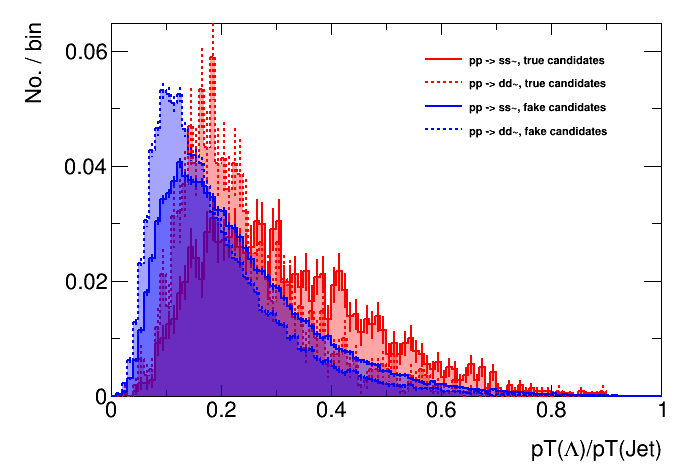 No. / bin
0.06
0.04
0.02
0
pp -> ss~, true candidates
pp -> dd~, true candidates
pp -> ss~, fake candidates
pp -> dd~, fake candidates
0 0.2 0.4 0.6 0.8 1
pT(Λ)/pT(Jet)